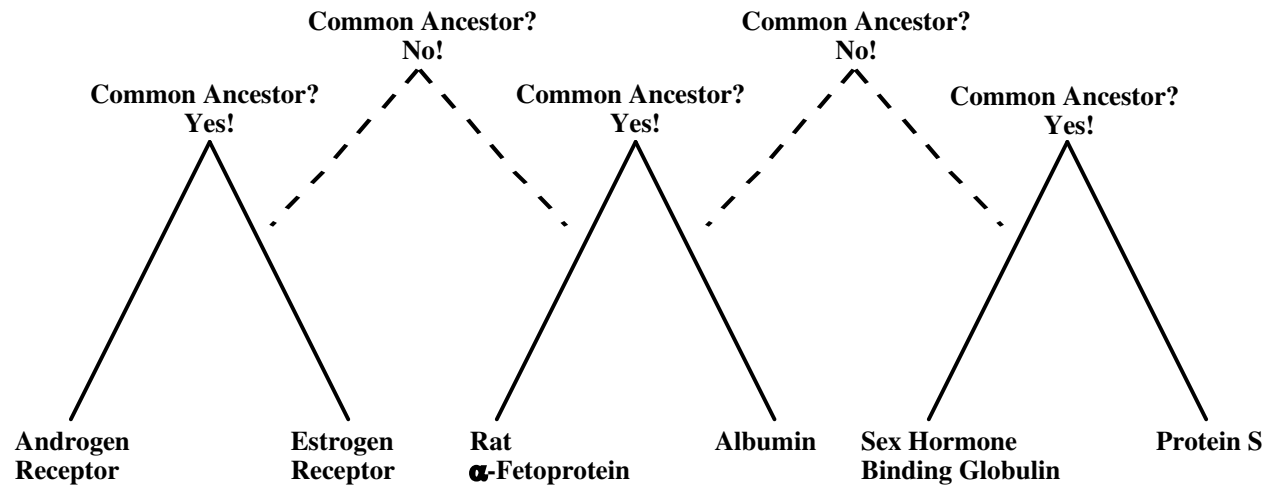 Common Ancestor?
No!
Common Ancestor?
No!
Common Ancestor?
Yes!
Common Ancestor?
Yes!
Common Ancestor?
Yes!
Androgen
Receptor
Estrogen
Receptor
Rat
α-Fetoprotein
Albumin
Sex Hormone
Binding Globulin
Protein S